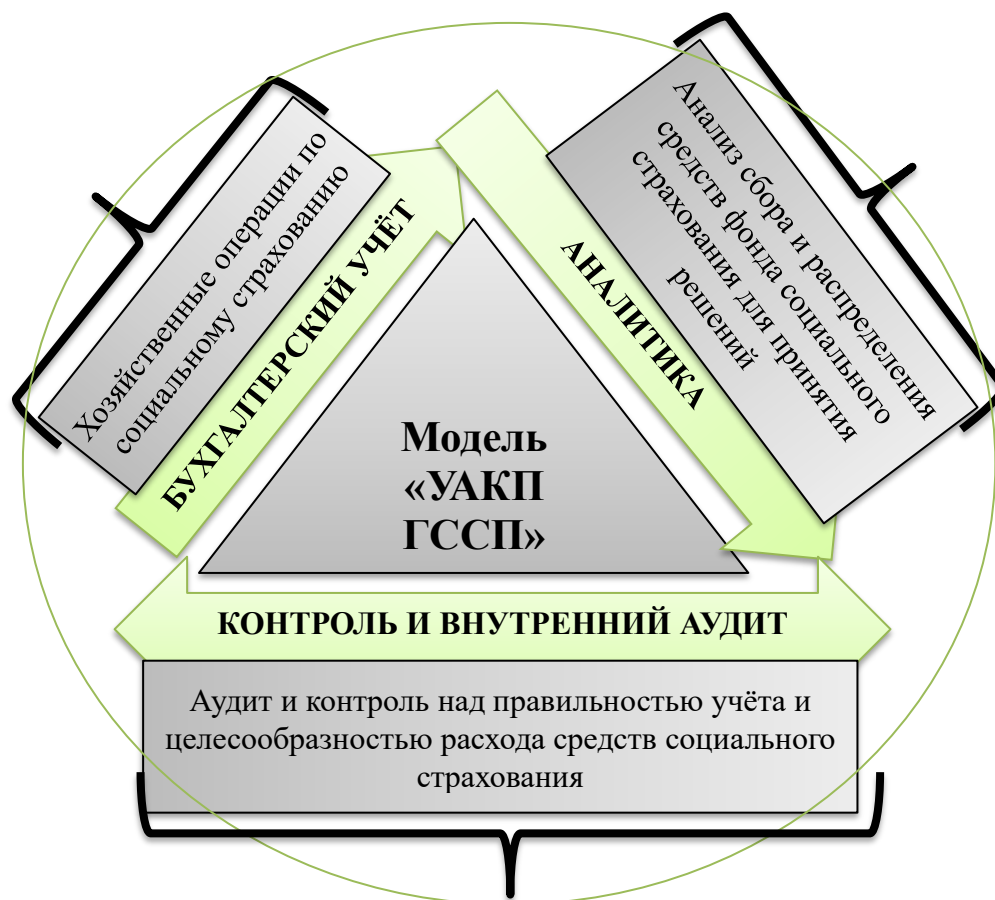 Хозяйственные операции по
социальному страхованию
БУХГАЛТЕРСКИЙ УЧЁТ
Анализ сбора и распределения
средств фонда социального
страхования для принятия
решений
АНАЛИТИКА
Модель
«УАКП
ГССП»
КОНТРОЛЬ И ВНУТРЕННИЙ АУДИТ
Аудит и контроль над правильностью учёта и
целесообразностью расхода средств социального
страхования